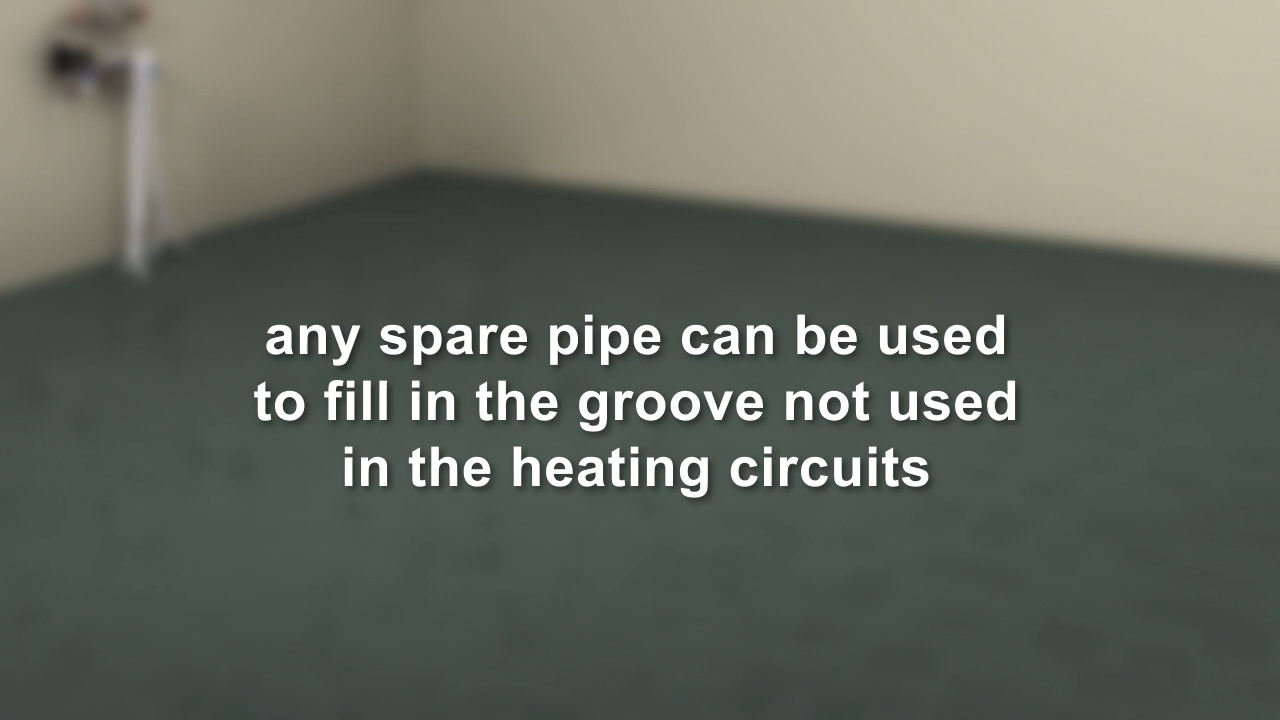 any spare pipe can be used
to fill in the groove not used
in the heating circuits